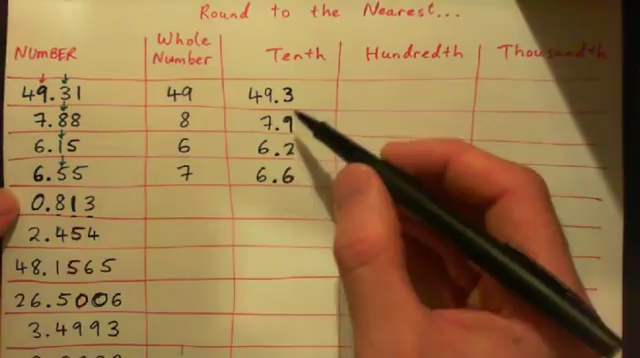 Round to the Nearest...
NUMBER Whole Number Tenth Hundredth Thousandth
49.31 49 49.3
7.88 8 7.9
6.15 6 6.2
6.55 7 6.6
0.813
2.454
48.1565
26.5006
3.4993